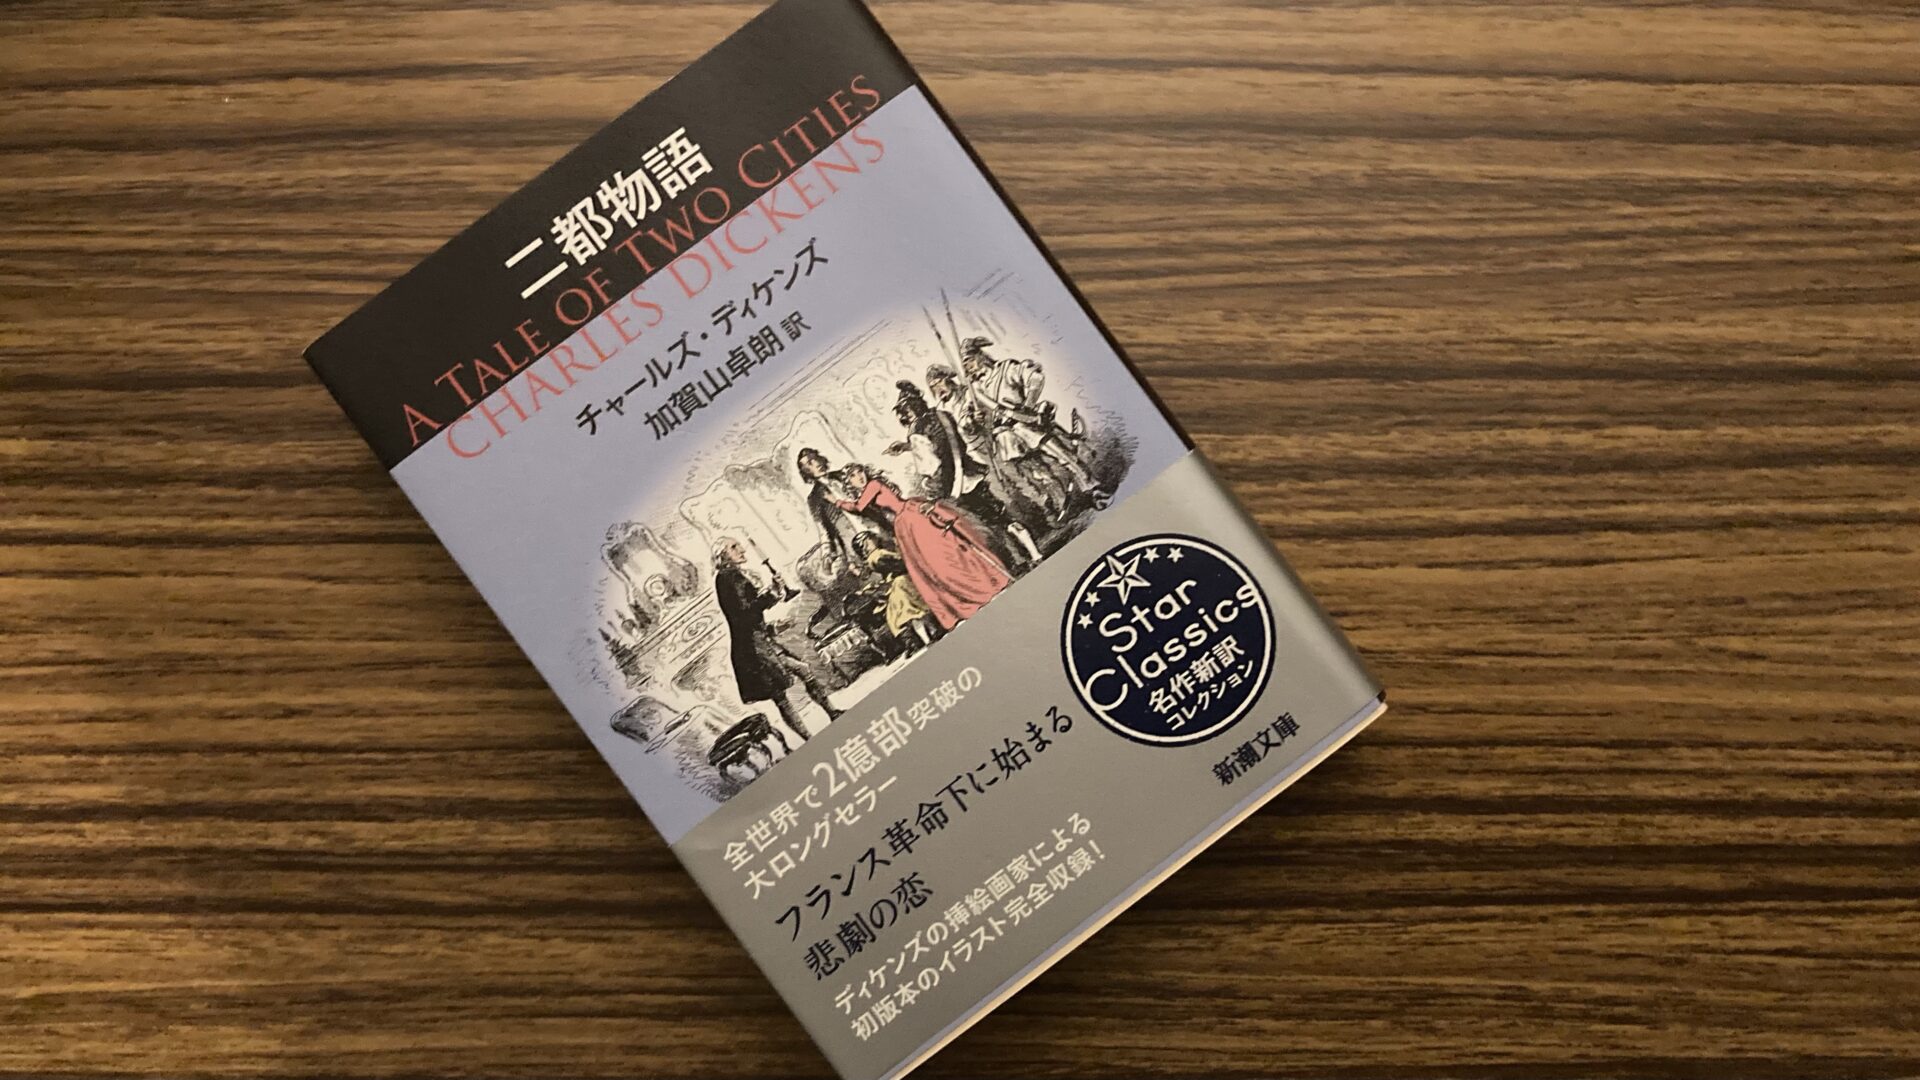 二都物語
A TALE OF TWO CITIES
CHARLES DICKENS
チャールズ・ディケンズ
加賀山卓朗 訳
全世界で2億部突破の
大ロングセラー
フランス革命下に始まる
悲劇の恋
ディケンズの挿絵画家による
初版本のイラスト完全収録!
Star
Classics
名作新訳
コレクション
新潮文庫